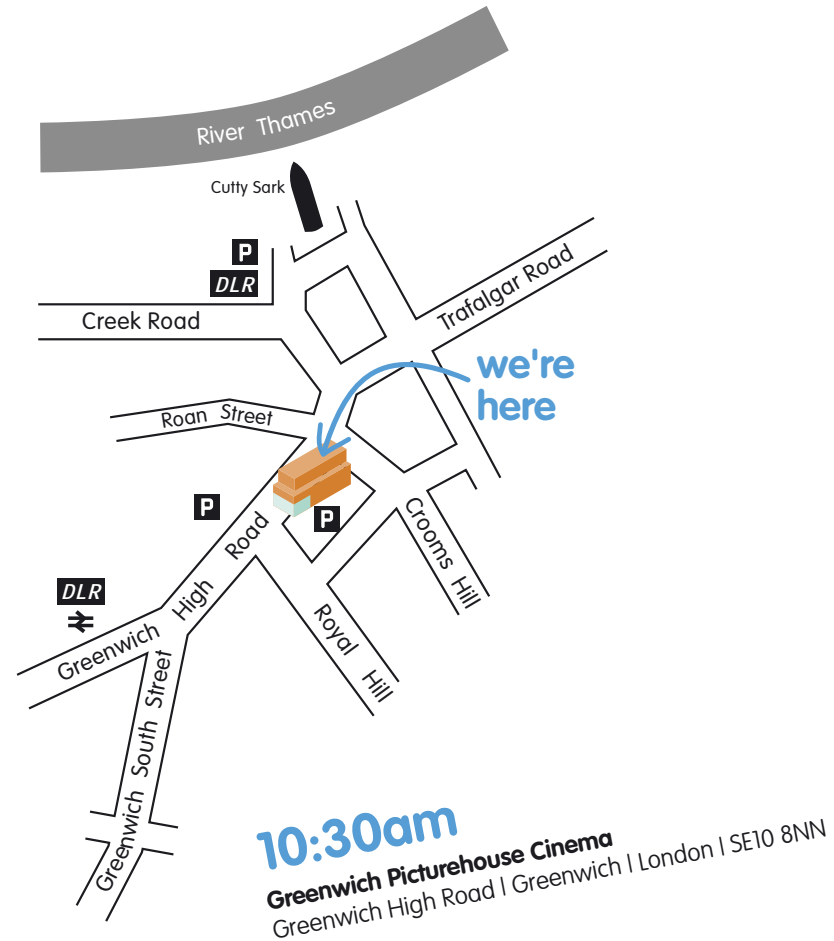 River Thames
Cutty Sark
P
DLR
Creek Road
Trafalgar Road
we're
here
Roan Street
P
P
Crooms Hill
DLR
Greenwich High Road
Royal Hill
Greenwich South Street
10:30am
Greenwich Picturehouse Cinema
Greenwich High Road | Greenwich | London | SE10 8NN